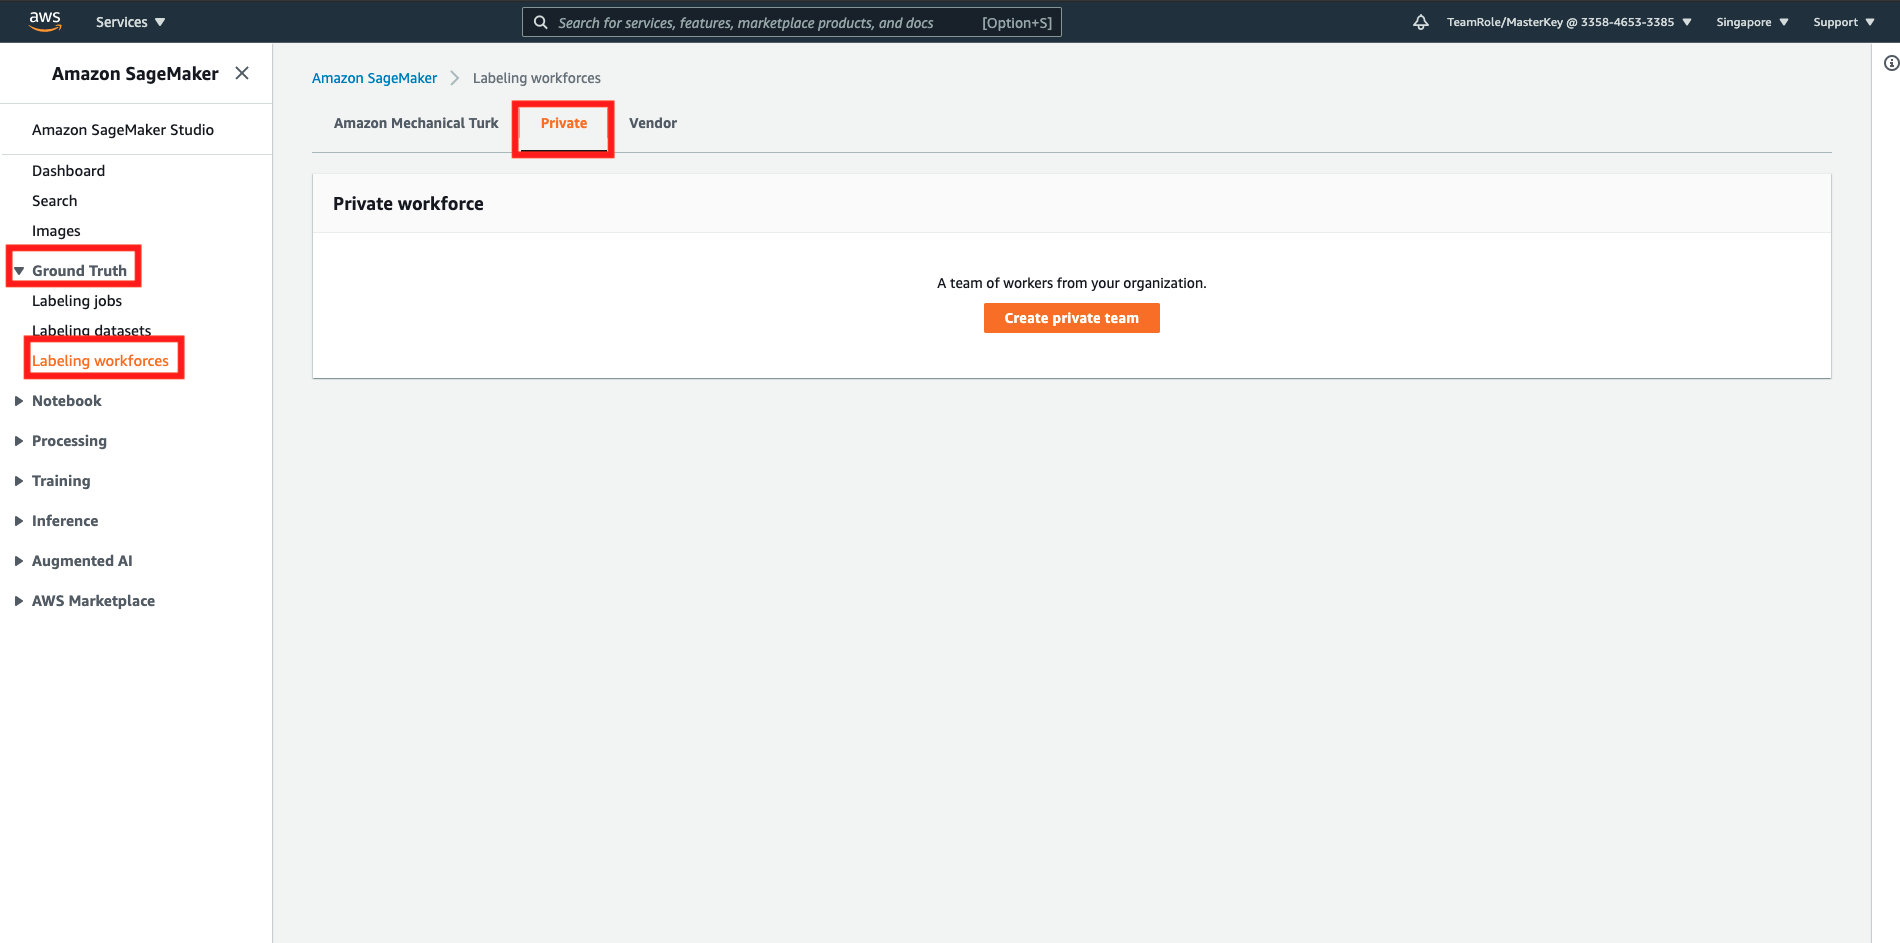 aws Services Search for services, features, marketplace products, and docs [Option+S] TeamRole/MasterKey @ 3358-4653-3385 Singapore Support
Amazon SageMaker
Amazon SageMaker Studio
Dashboard
Search
Images
Ground Truth
Labeling jobs
Labeling datasets
Labeling workforces
Notebook
Processing
Training
Inference
Augmented AI
AWS Marketplace
Amazon SageMaker Labeling workforces
Amazon Mechanical Turk Private Vendor
Private workforce
A team of workers from your organization.
Create private team